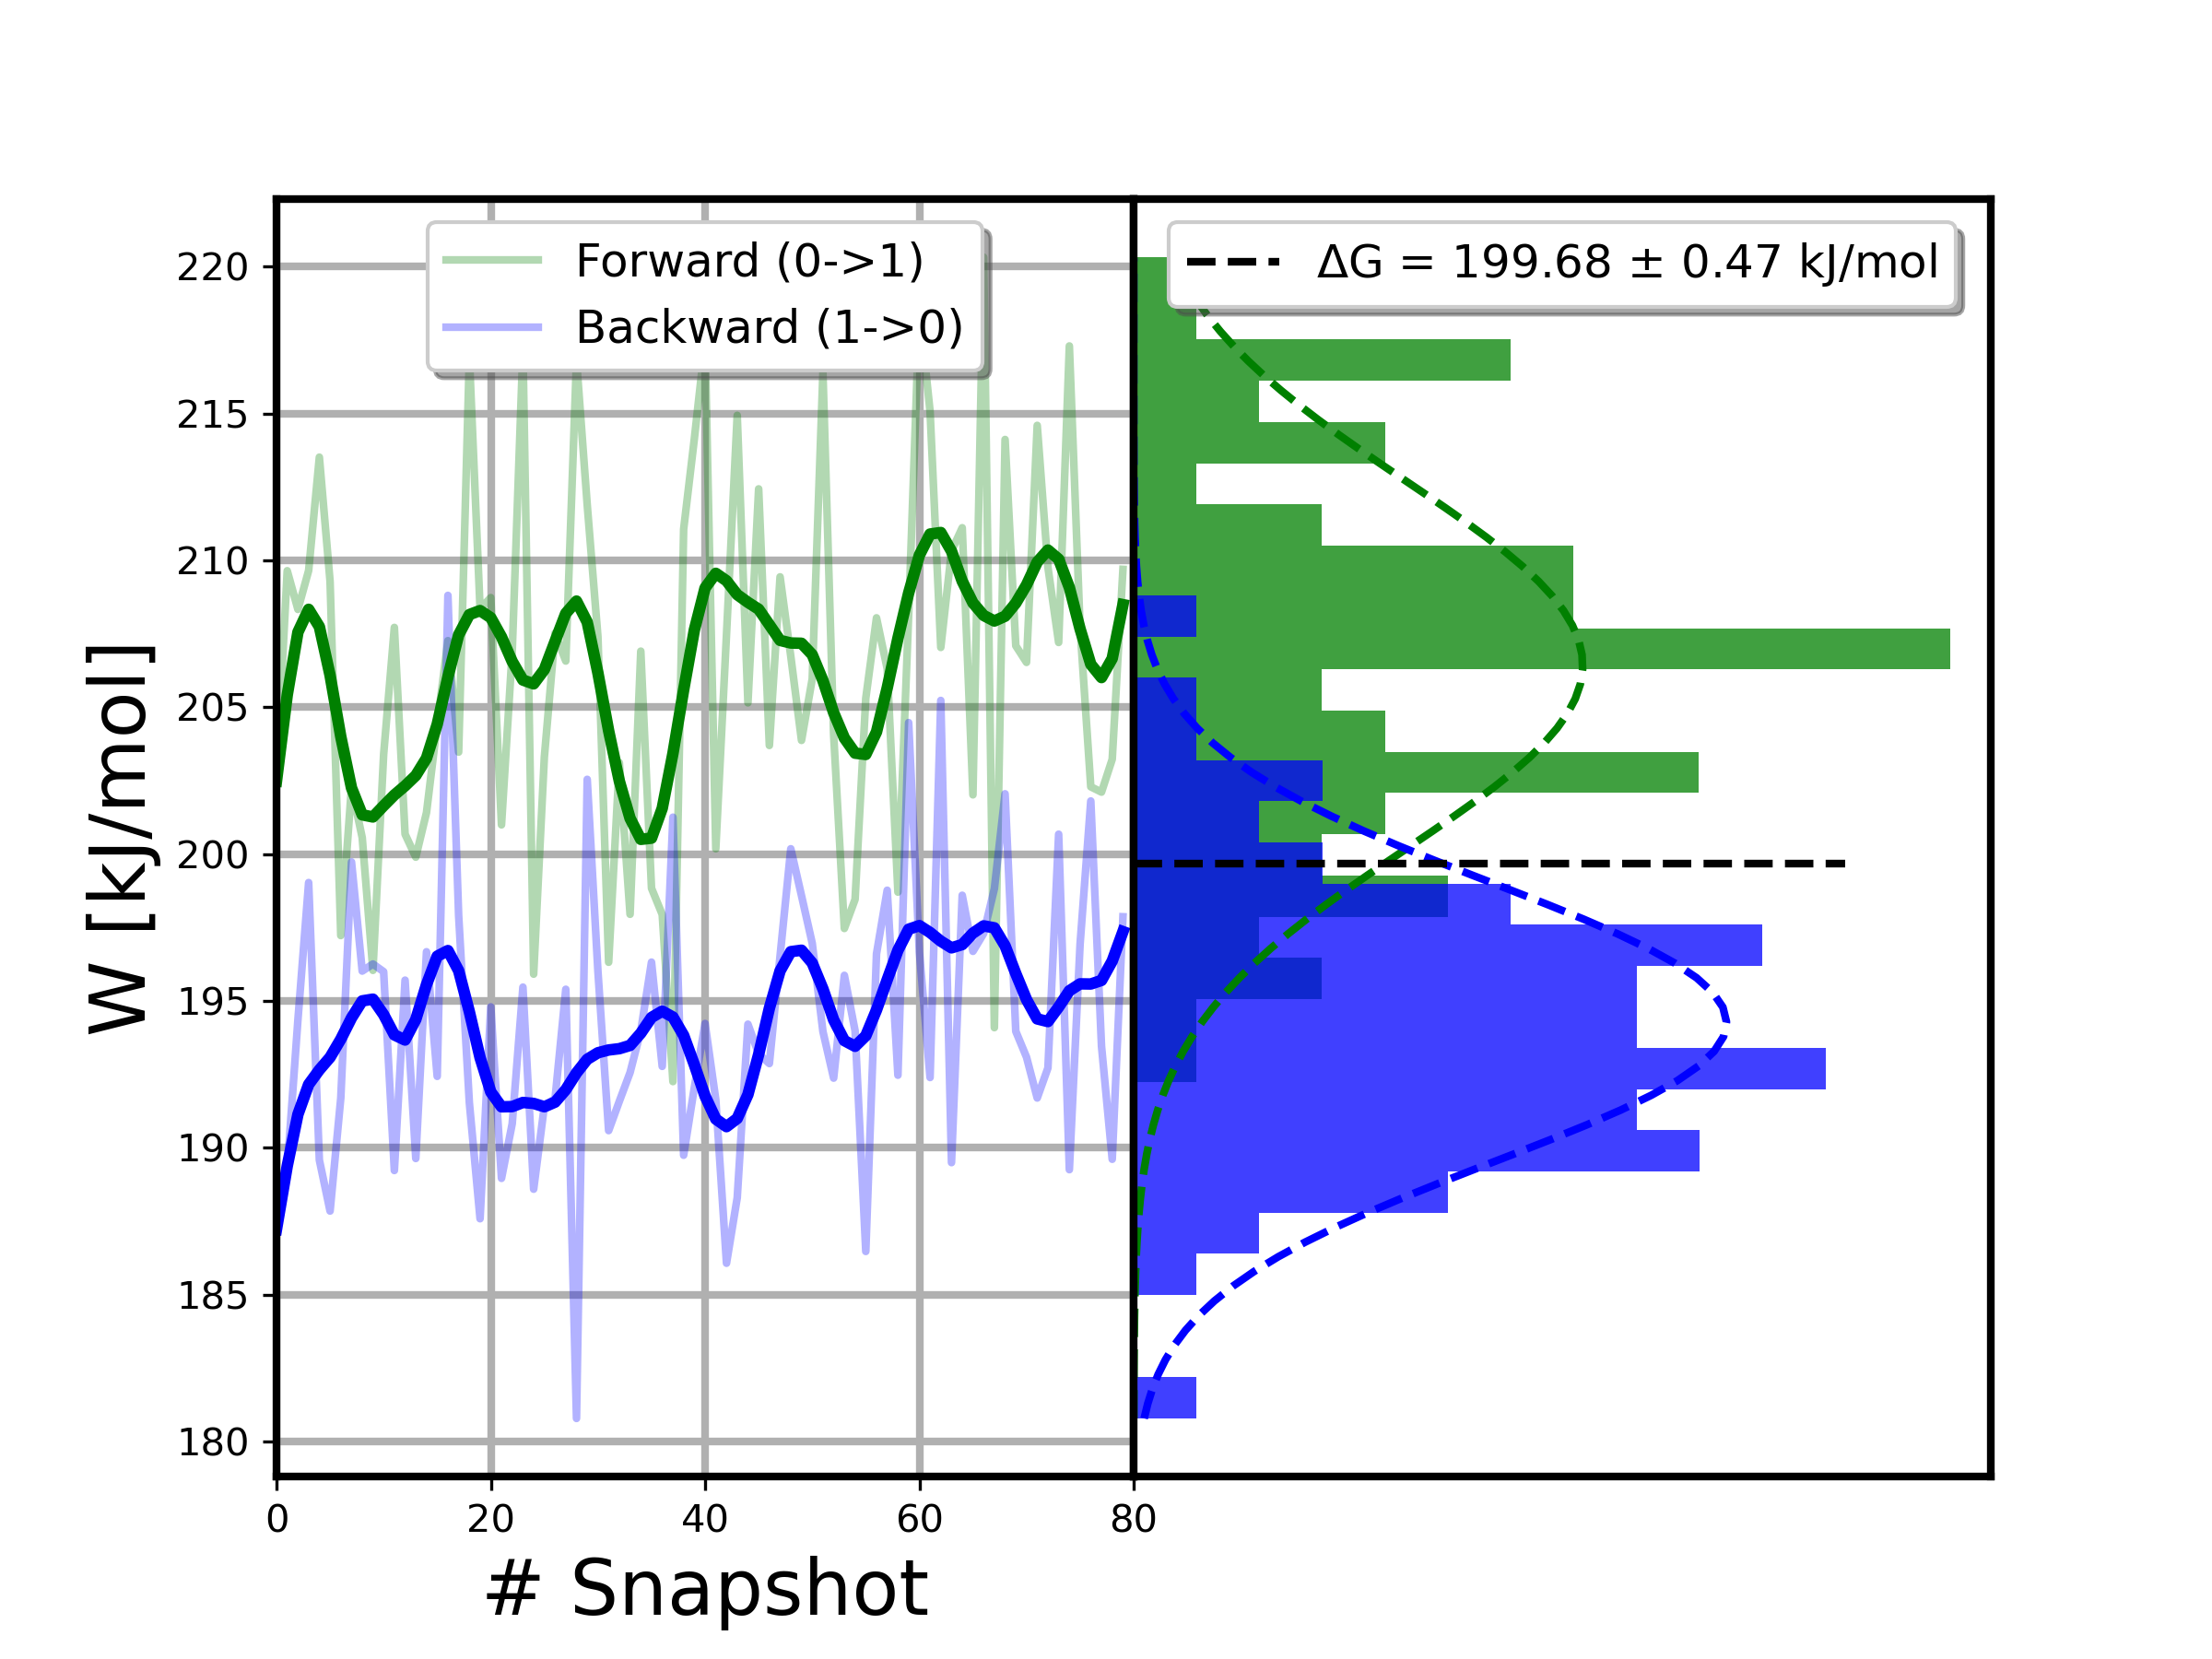 Forward (0->1)
Backward (1->0)
ΔG = 199.68 ± 0.47 kJ/mol
W [kJ/mol]
220
215
210
205
200
195
190
185
180
0 20 40 60 80
# Snapshot